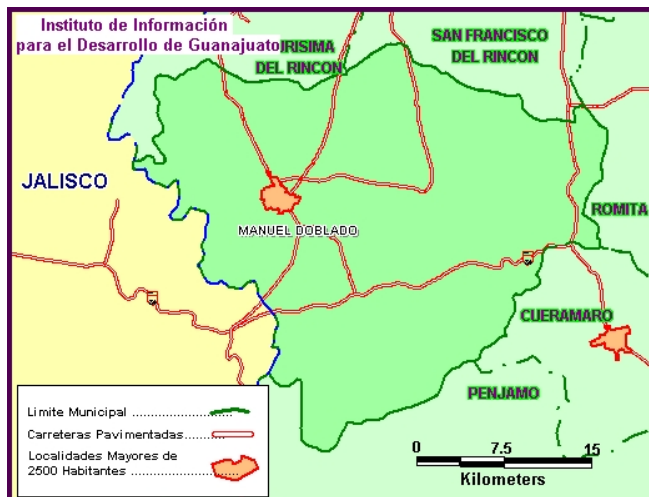 Instituto de Información
para el Desarrollo de Guanajuato
IRISIMA
DEL RINCON
SAN FRANCISCO
DEL RINCON
JALISCO
ROMITA
MANUEL DOBLADO
CUERAMARO
PENJAMO
Limite Municipal ....................
Carreteras Pavimentadas...........
Localidades Mayores de
2500 Habitantes ..................
0 7.5 15
Kilometers